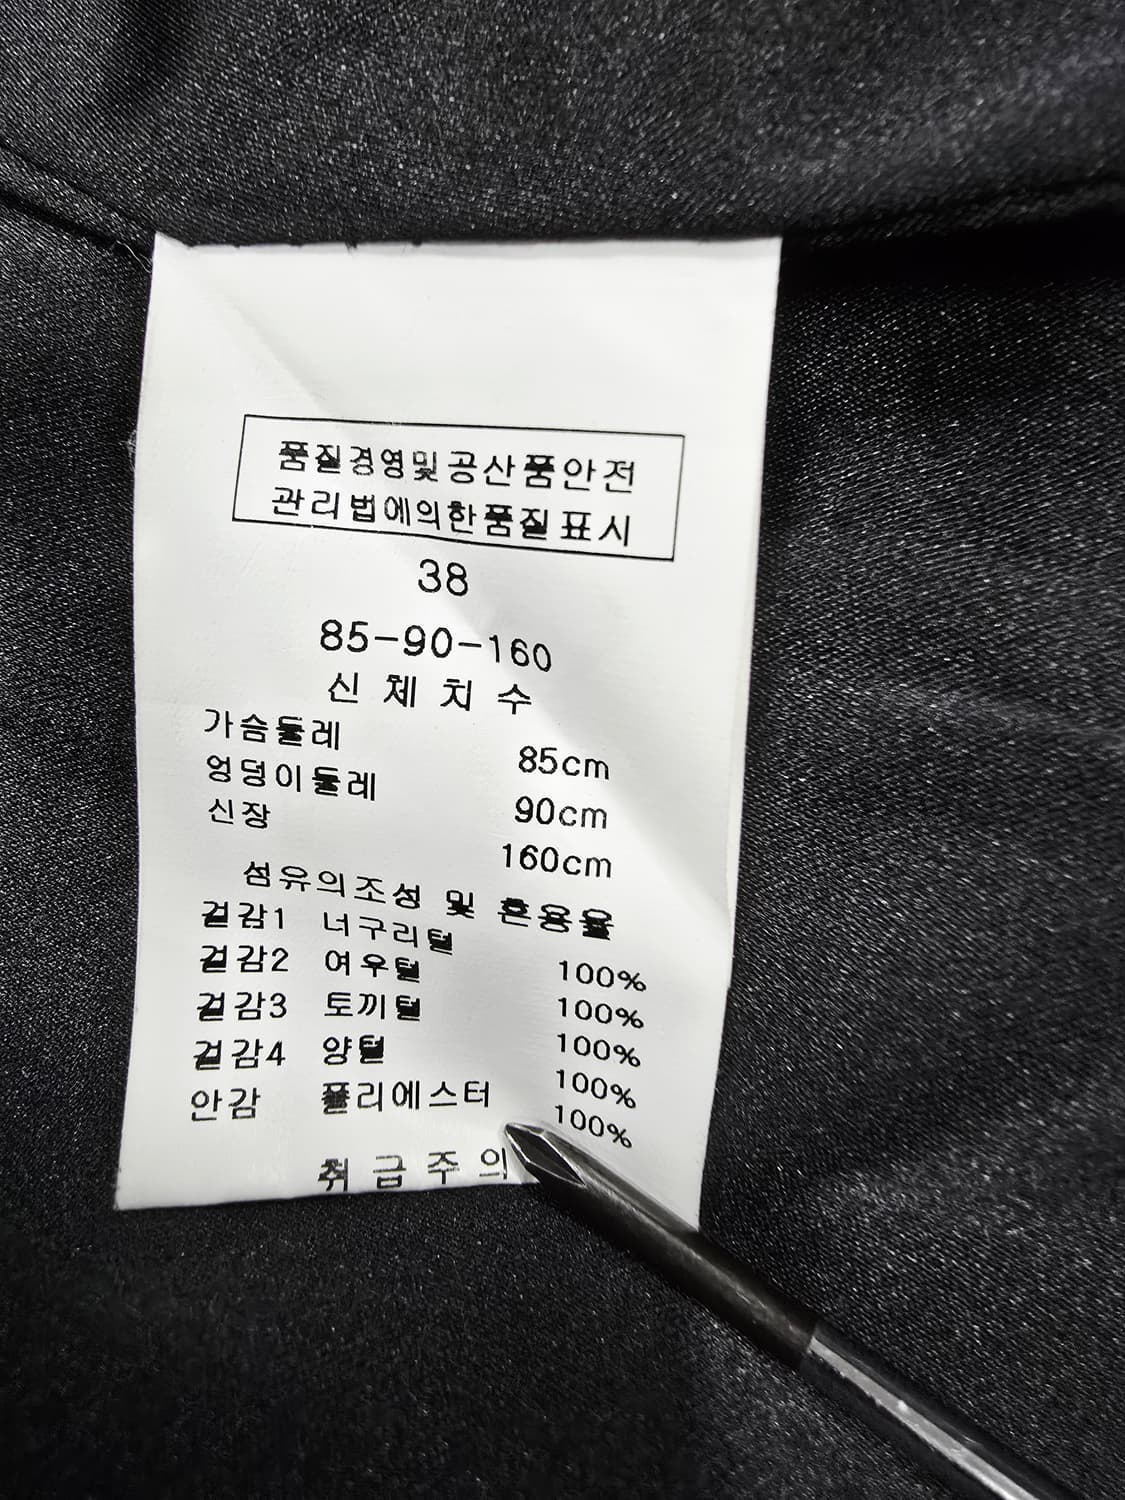 품질경영및공산품안전
관리법에의한품질표시
38
85-90-160
신체치수
가슴둘레 85cm
엉덩이둘레 90cm
신장 160cm
섬유의조성 및 혼용율
겉감1 너구리털 100%
겉감2 여우털 100%
겉감3 토끼털 100%
겉감4 양털 100%
안감 폴리에스터 100%
취급주의